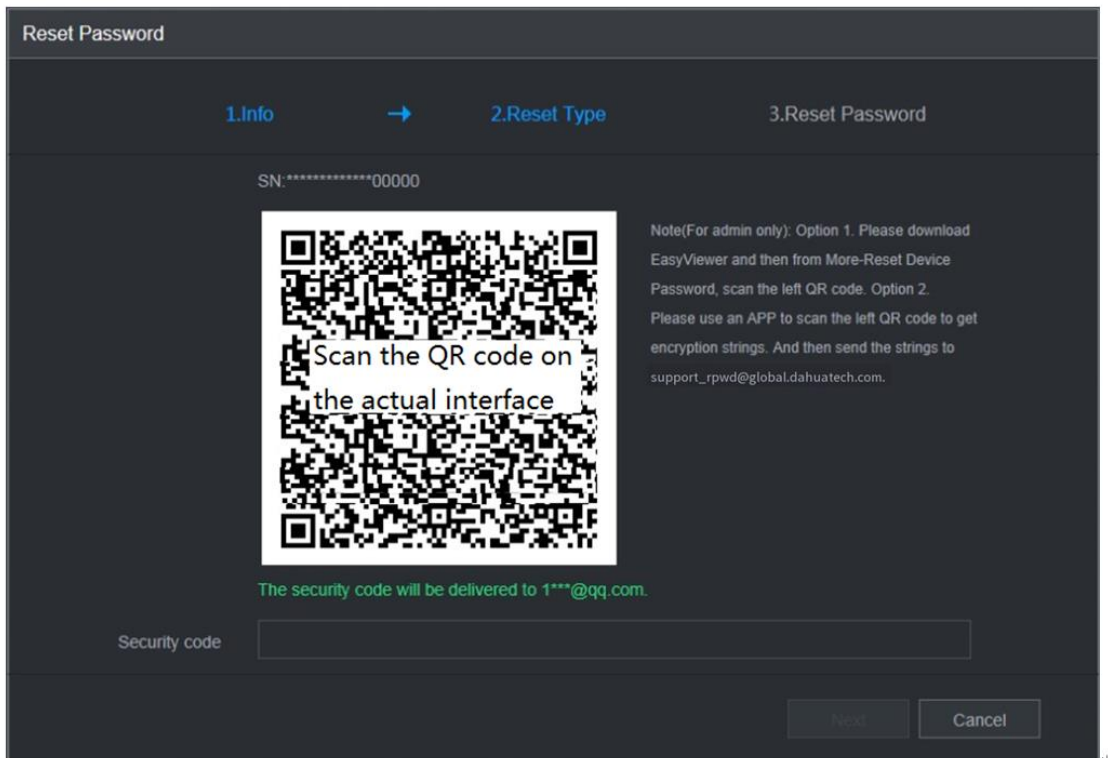 Reset Password
1.Info → 2.Reset Type 3.Reset Password
SN:*************00000
Note(For admin only): Option 1. Please download
EasyViewer and then from More-Reset Device
Password, scan the left QR code. Option 2.
Please use an APP to scan the left QR code to get
encryption strings. And then send the strings to
support_rpwd@global.dahuatech.com.
Scan the QR code on
the actual interface
The security code will be delivered to 1***@qq.com.
Security code
Next Cancel